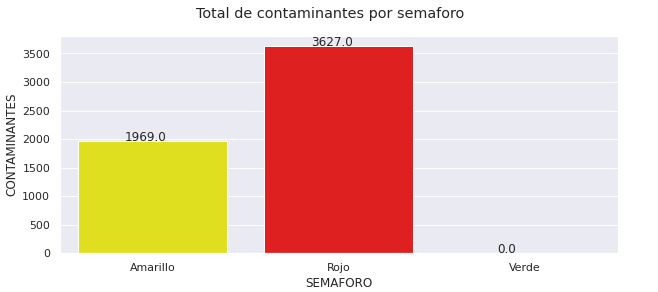 Total de contaminantes por semaforo
CONTAMINANTES
3500
3000
2500
2000
1500
1000
500
0
1969.0
3627.0
0.0
Amarillo
Rojo
Verde
SEMAFORO